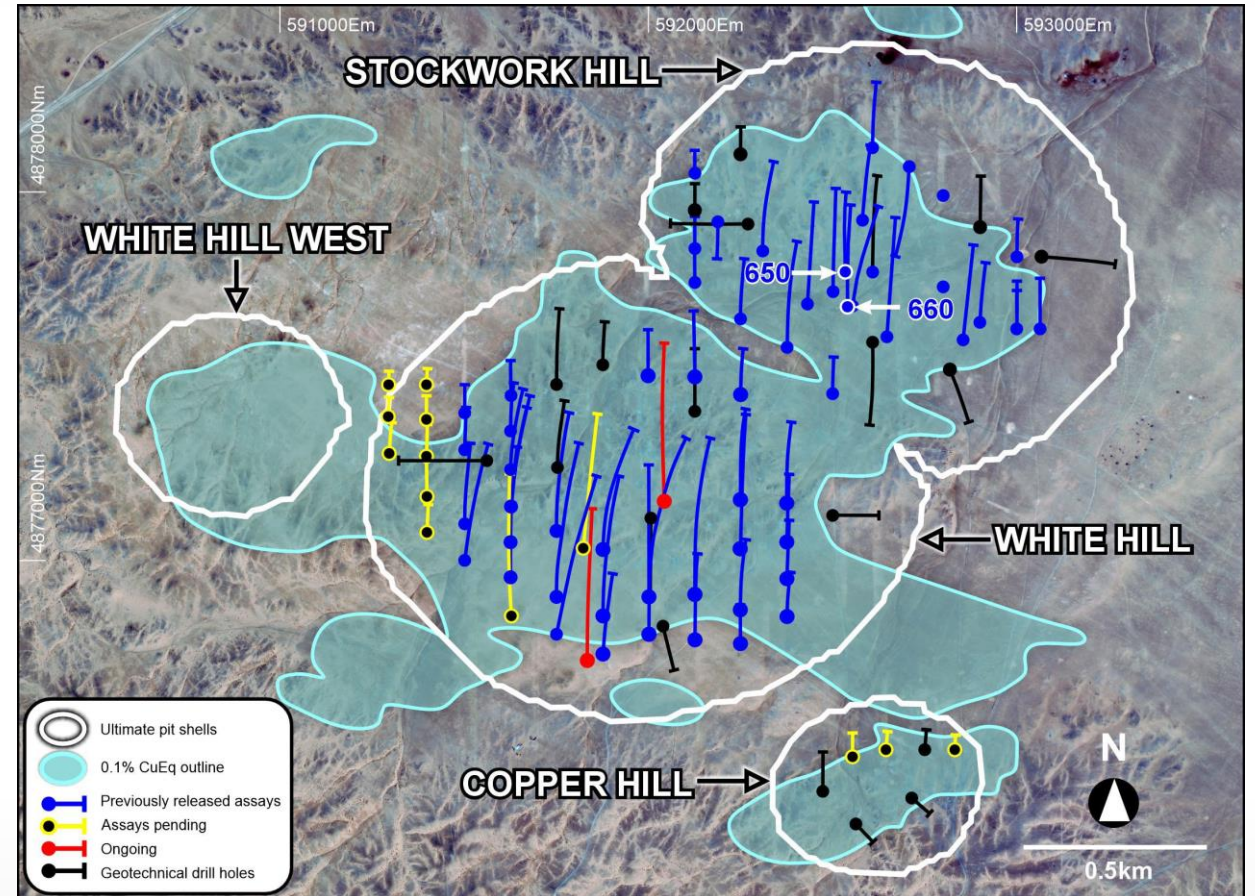 591000Em
592000Em
593000Em
4878000Nm
4877000Nm
STOCKWORK HILL
WHITE HILL WEST
650
660
WHITE HILL
COPPER HILL
N
0.5km
Ultimate pit shells
0.1% CuEq outline
Previously released assays
Assays pending
Ongoing
Geotechnical drill holes